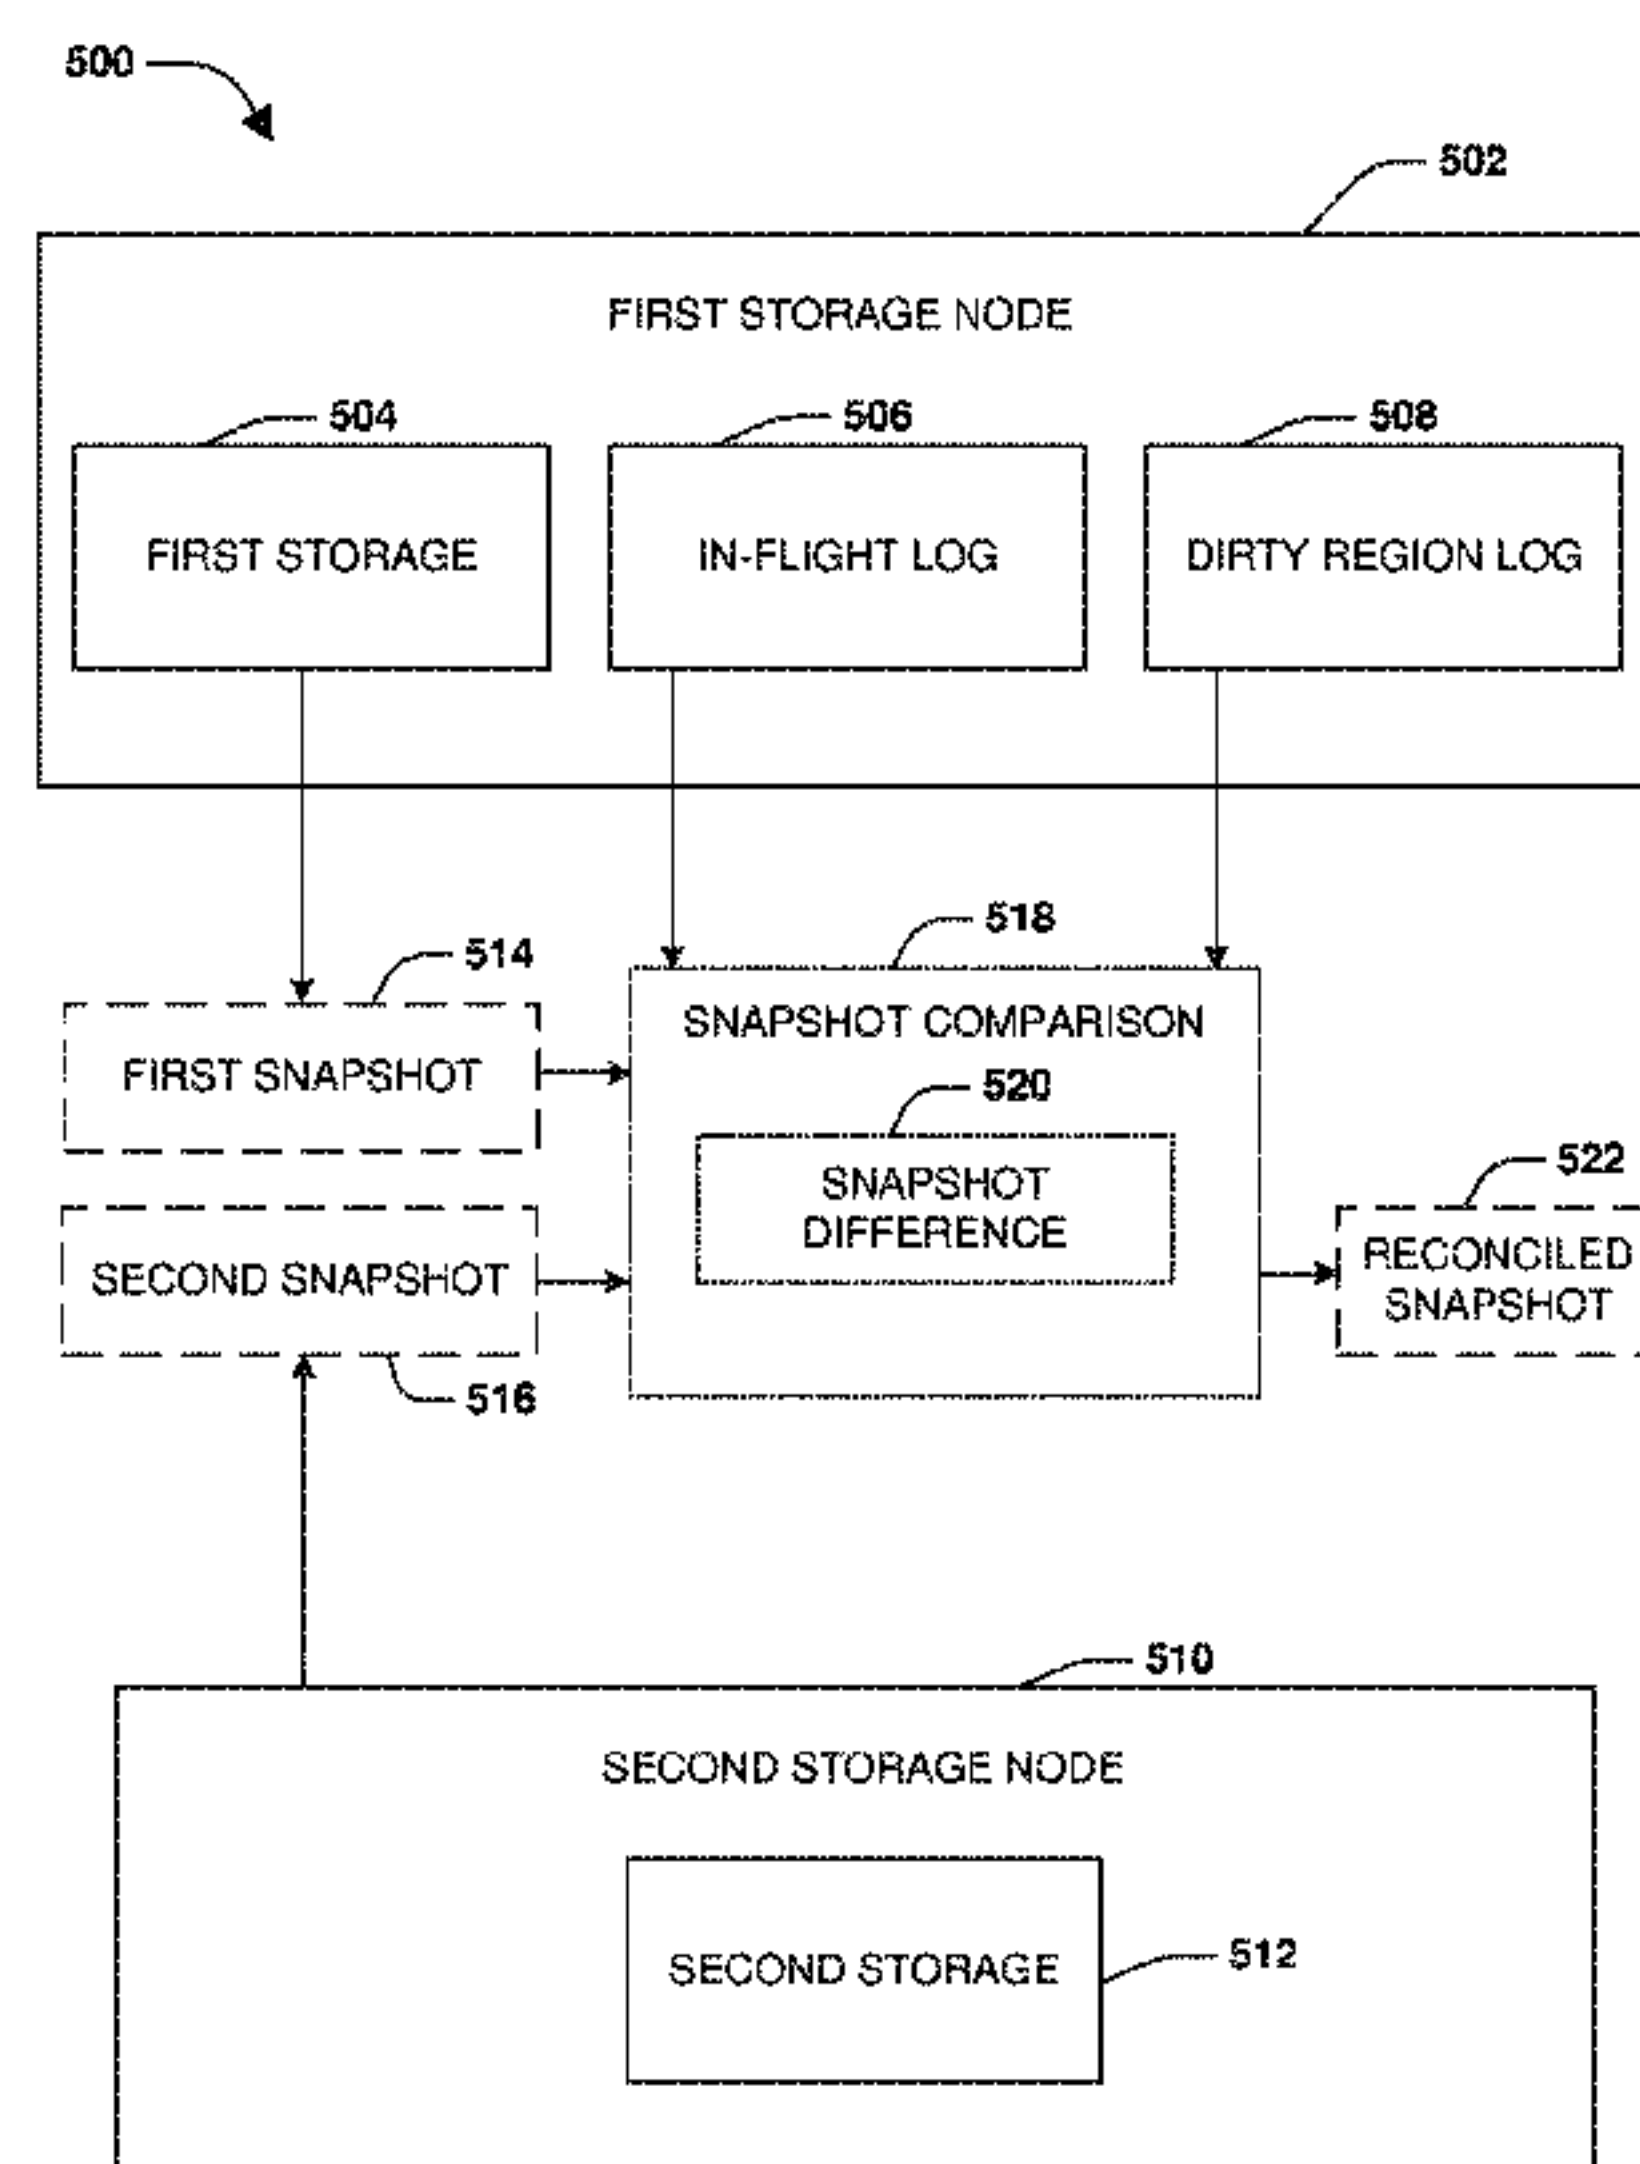 500
502
FIRST STORAGE NODE
504
506
508
FIRST STORAGE
IN-FLIGHT LOG
DIRTY REGION LOG
518
514
SNAPSHOT COMPARISON
FIRST SNAPSHOT
520
SNAPSHOT
DIFFERENCE
522
SECOND SNAPSHOT
RECONCILED
SNAPSHOT
516
510
SECOND STORAGE NODE
SECOND STORAGE
512